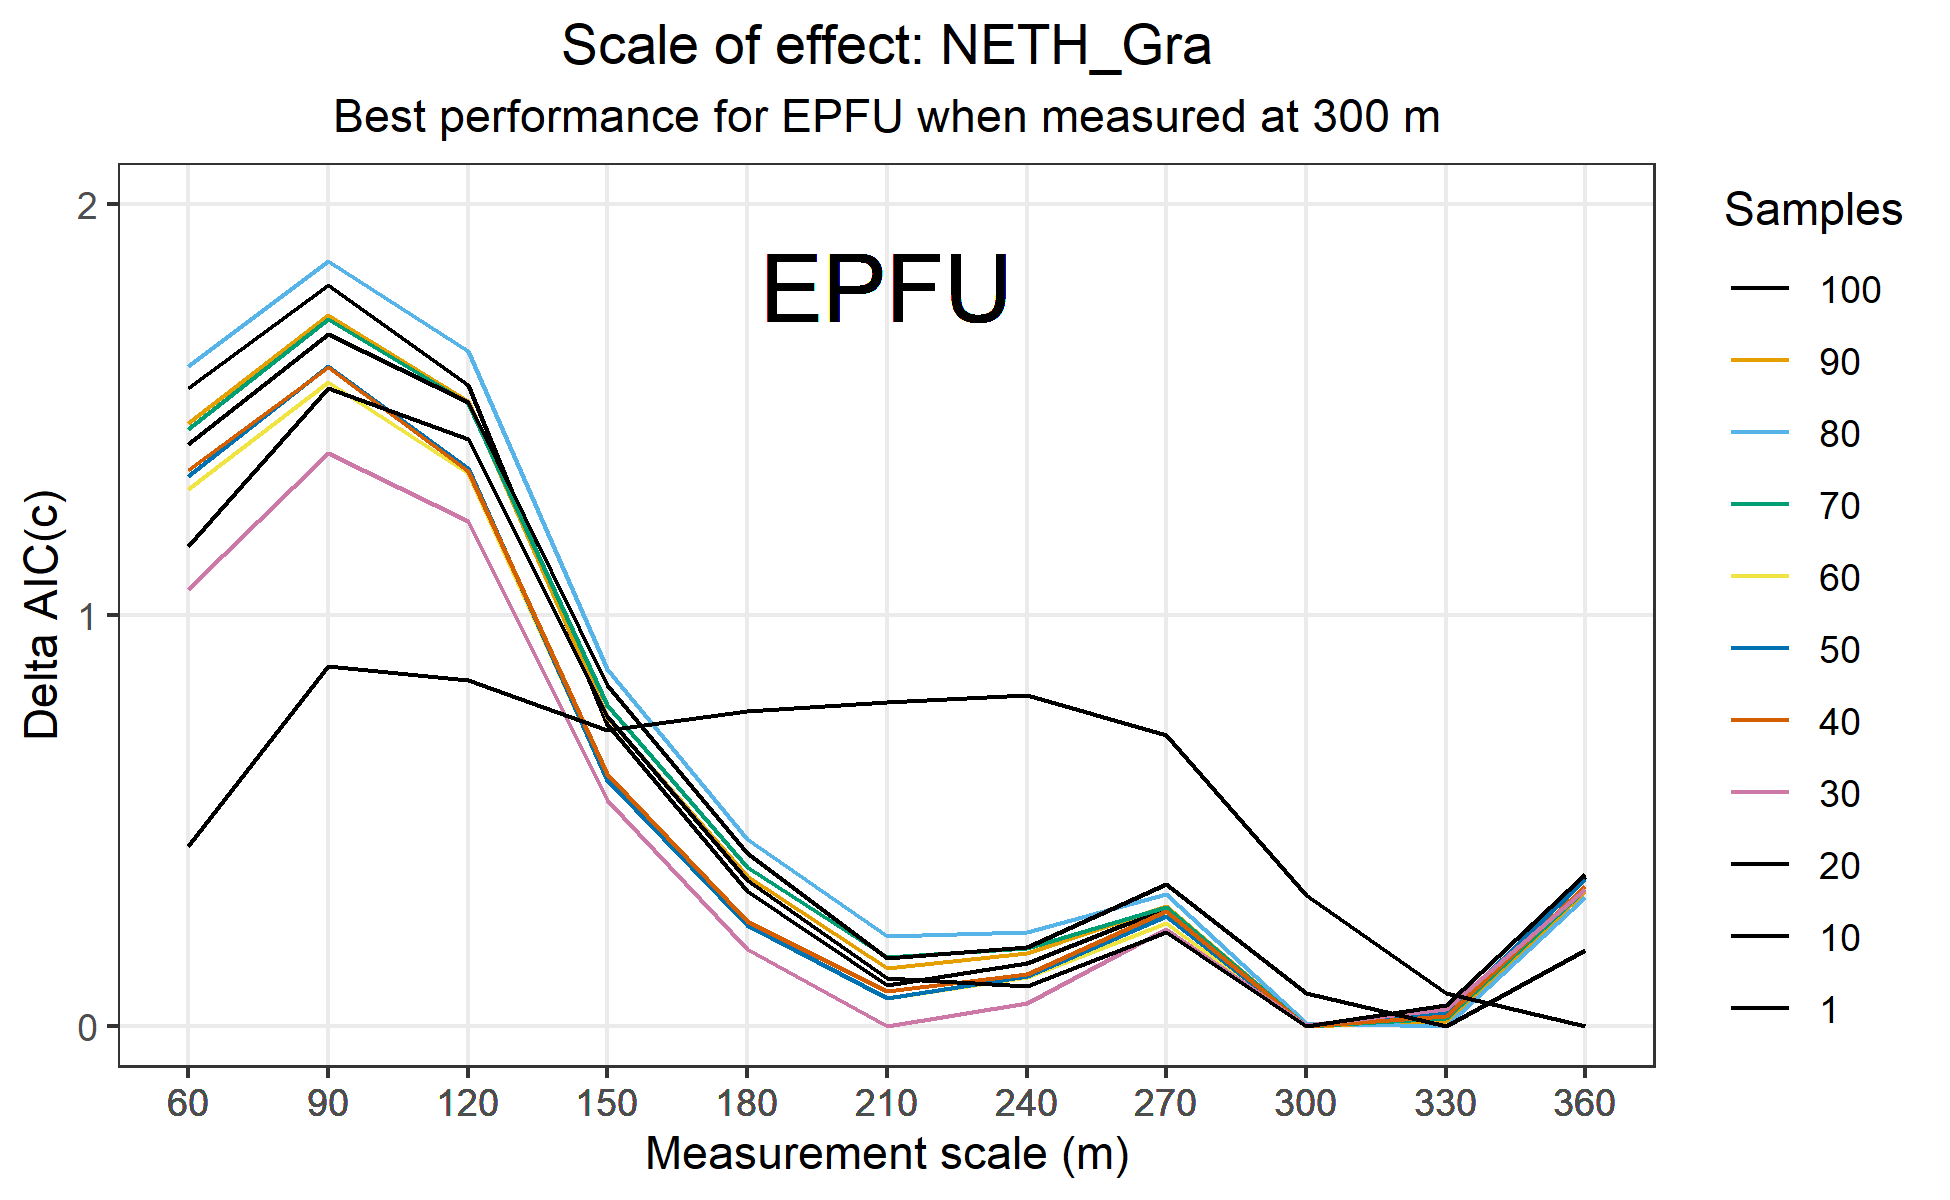 Scale of effect: NETH_Gra
Best performance for EPFU when measured at 300 m
EPFU
Delta AIC(c)
2
1
0
60 90 120 150 180 210 240 270 300 330 360
Measurement scale (m)
Samples
100
90
80
70
60
50
40
30
20
10
1